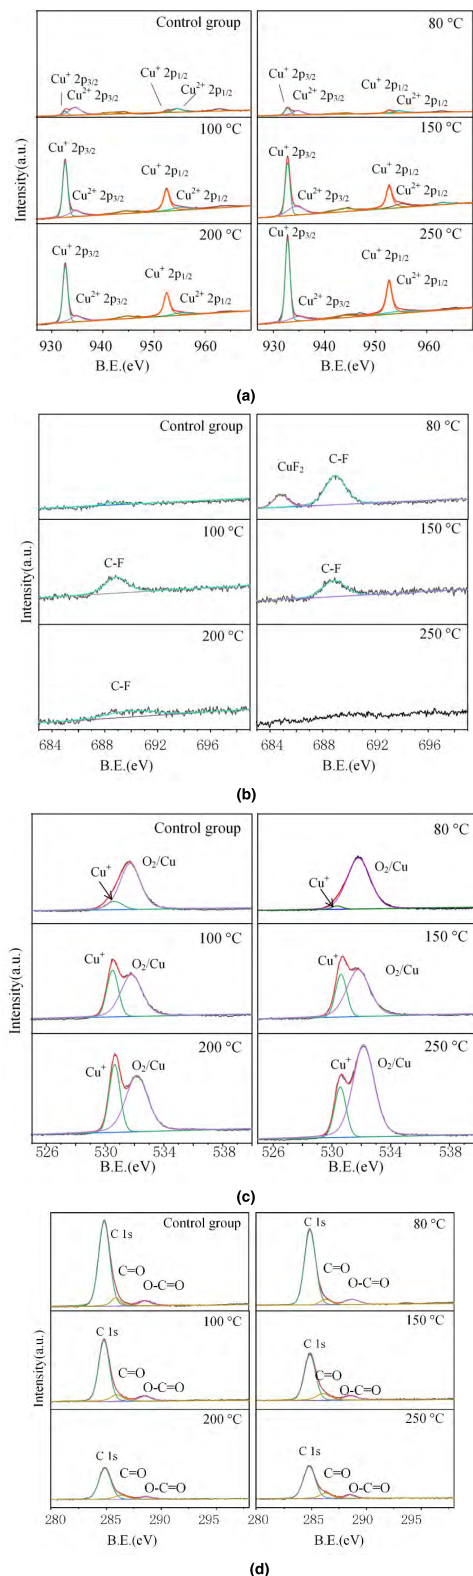 Control group
80 °C
Cu⁺ 2p3/2
Cu²⁺ 2p3/2
Cu⁺ 2p1/2
Cu²⁺ 2p1/2
Cu⁺ 2p3/2
Cu²⁺ 2p3/2
Cu⁺ 2p1/2
Cu²⁺ 2p1/2
100 °C
150 °C
Cu⁺ 2p3/2
Cu²⁺ 2p3/2
Cu⁺ 2p1/2
Cu²⁺ 2p1/2
Cu⁺ 2p3/2
Cu²⁺ 2p3/2
Cu⁺ 2p1/2
Cu²⁺ 2p1/2
200 °C
250 °C
Cu⁺ 2p3/2
Cu²⁺ 2p3/2
Cu⁺ 2p1/2
Cu²⁺ 2p1/2
Cu⁺ 2p3/2
Cu²⁺ 2p3/2
Cu⁺ 2p1/2
Cu²⁺ 2p1/2
Intensity(a.u.)
930 940 950 960
930 940 950 960
B.E.(eV)
B.E.(eV)
(a)
Control group
80 °C
CuF₂
C-F
100 °C
C-F
150 °C
C-F
200 °C
C-F
250 °C
Intensity(a.u.)
684 688 692 696
684 688 692 696
B.E.(eV)
B.E.(eV)
(b)
Control group
Cu⁺
O₂/Cu
80 °C
Cu⁺
O₂/Cu
100 °C
Cu⁺
O₂/Cu
150 °C
Cu⁺
O₂/Cu
200 °C
Cu⁺
O₂/Cu
250 °C
Cu⁺
O₂/Cu
Intensity(a.u.)
526 530 534 538
526 530 534 538
B.E.(eV)
B.E.(eV)
(c)
Control group
C 1s
C=O
O-C=O
80 °C
C 1s
C=O
O-C=O
100 °C
C 1s
C=O
O-C=O
150 °C
C 1s
C=O
O-C=O
200 °C
C 1s
C=O
O-C=O
250 °C
C 1s
C=O
O-C=O
Intensity(a.u.)
280 285 290 295
280 285 290 295
B.E.(eV)
B.E.(eV)
(d)